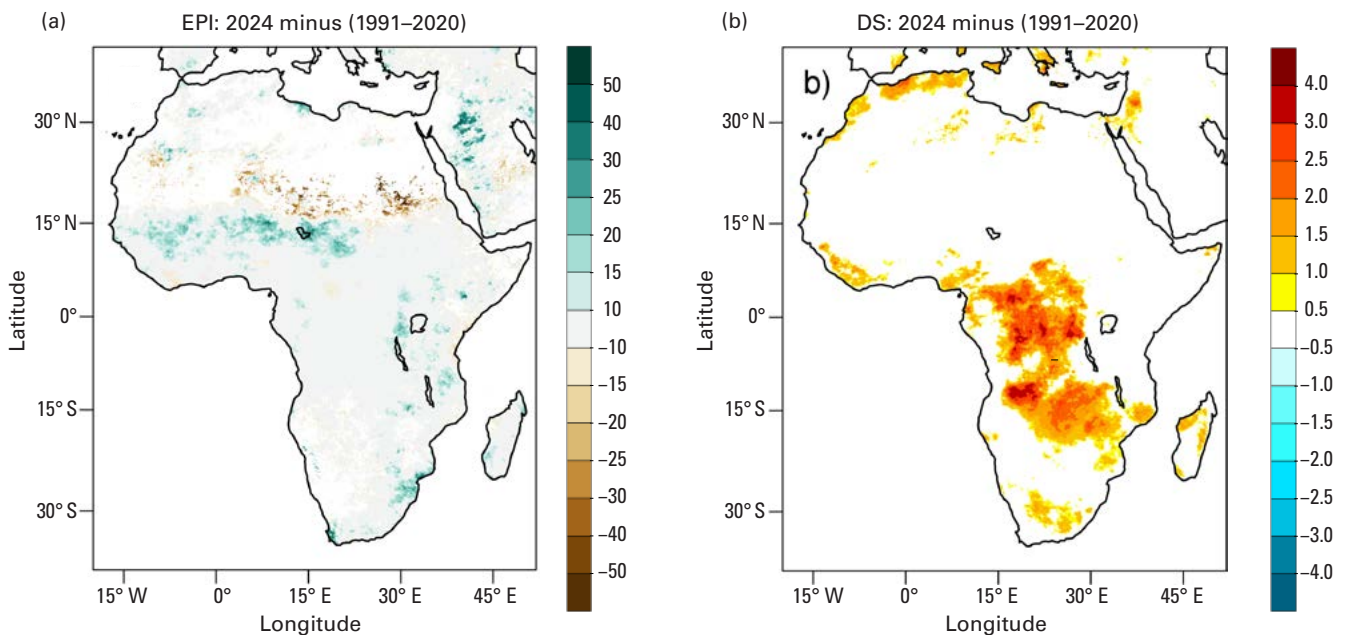 (a) EPI: 2024 minus (1991–2020)
50
40
30
25
20
15
10
–10
–15
–20
–25
–30
–40
–50
30° N
15° N
0°
15° S
30° S
Latitude
15° W 0° 15° E 30° E 45° E
Longitude
(b) DS: 2024 minus (1991–2020)
b)
4.0
3.0
2.5
2.0
1.5
1.0
0.5
–0.5
–1.0
–1.5
–2.0
–2.5
–3.0
–4.0
30° N
15° N
0°
15° S
30° S
Latitude
15° W 0° 15° E 30° E 45° E
Longitude